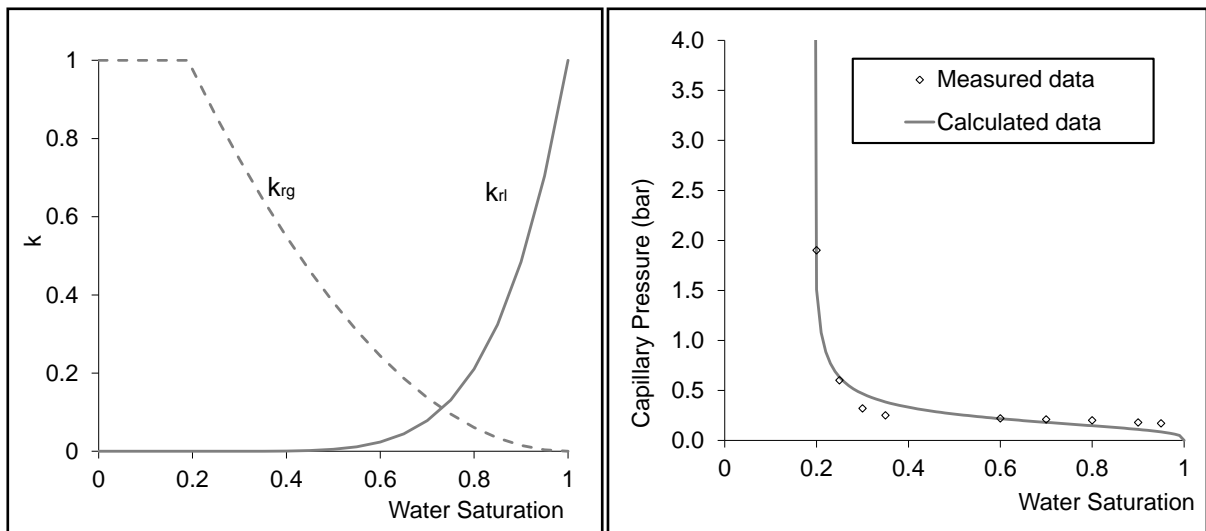 1
0.8
0.6
0.4
0.2
0
k
k_rg
k_rl
0 0.2 0.4 0.6 0.8 1
Water Saturation
4.0
3.5
3.0
2.5
2.0
1.5
1.0
0.5
0.0
Capillary Pressure (bar)
Measured data
Calculated data
0 0.2 0.4 0.6 0.8 1
Water Saturation